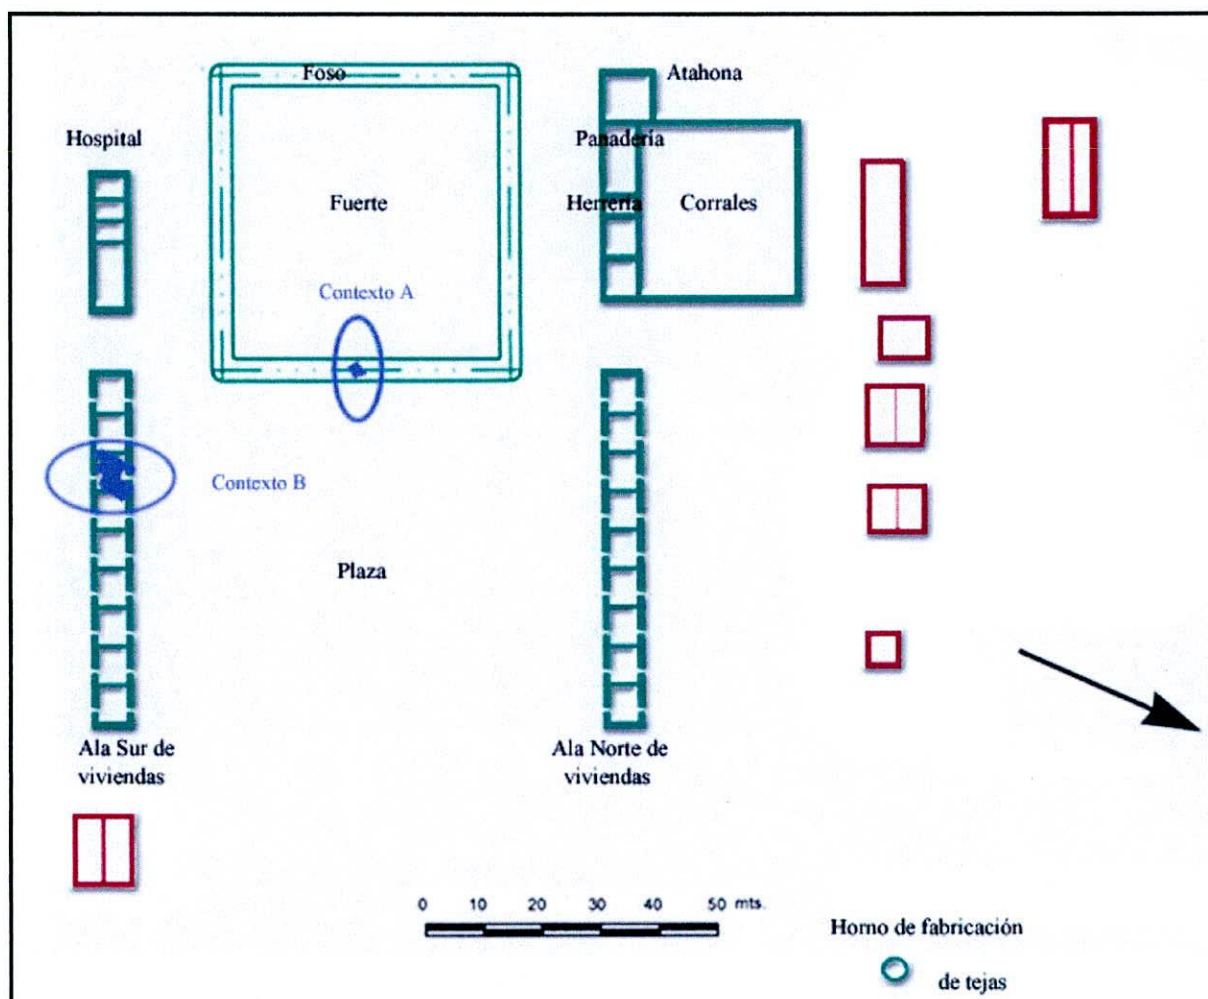 Foso
Atahona
Hospital
Panadería
Fuerte
Herrería
Corrales
Contexto A
Contexto B
Plaza
Ala Sur de
viviendas
Ala Norte de
viviendas
0 10 20 30 40 50 mts.
Horno de fabricación
de tejas